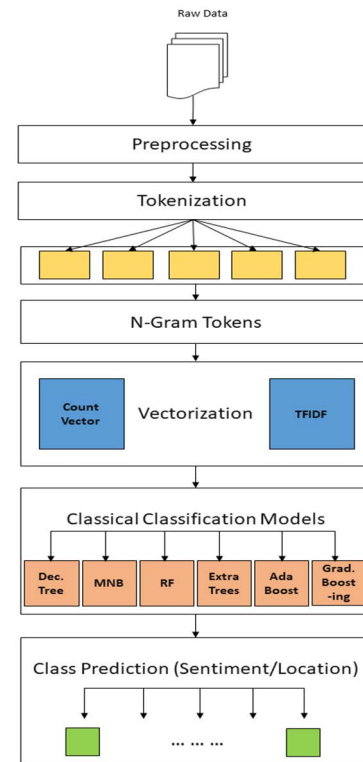 Raw Data
Preprocessing
Tokenization
N-Gram Tokens
Count
Vector
Vectorization
TFIDF
Classical Classification Models
Dec.
Tree
MNB
RF
Extra
Trees
Ada
Boost
Grad.
Boost
-ing
Class Prediction (Sentiment/Location)
... ...